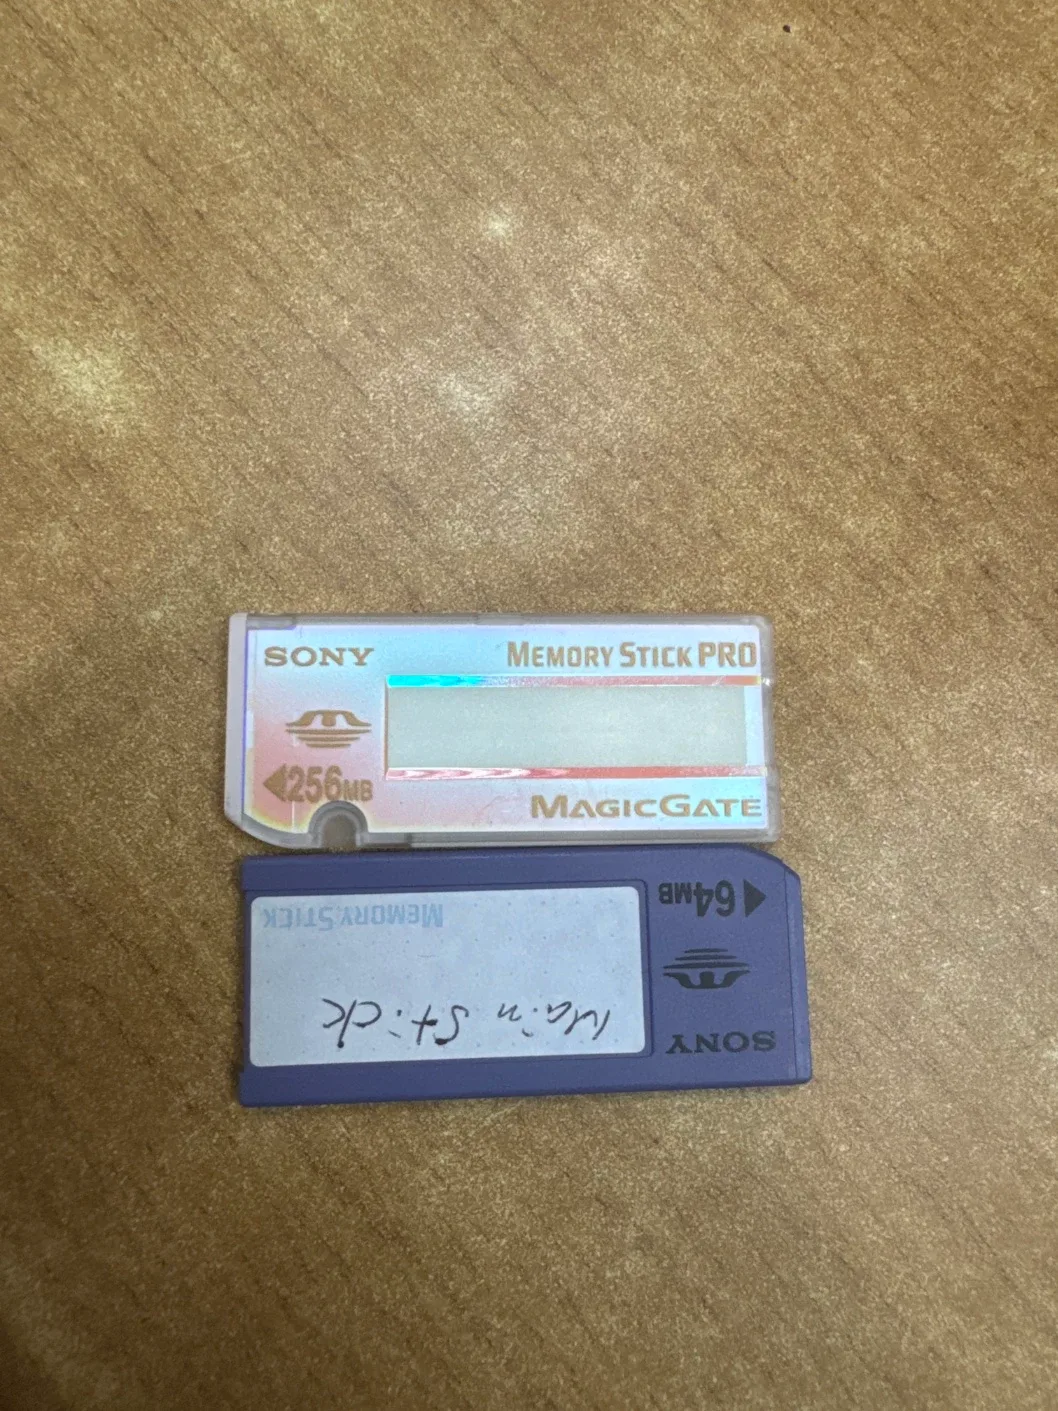 SONY
MEMORY STICK PRO
256MB
MAGICGATE
SONY
64MB
MEMORY STICK
Main Stick